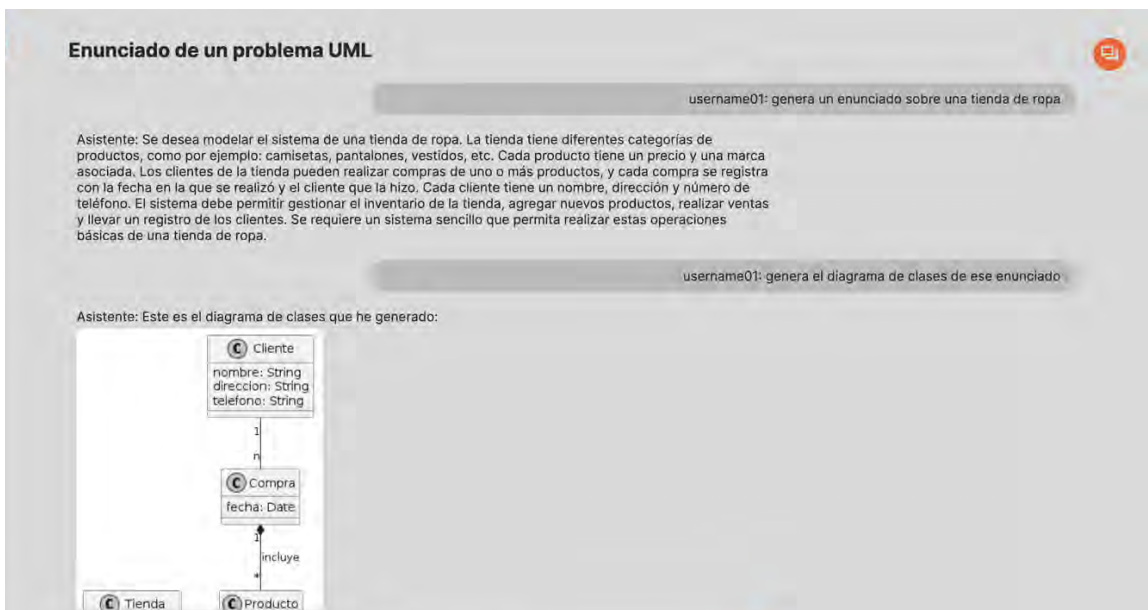 Enunciado de un problema UML
username01: genera un enunciado sobre una tienda de ropa
Asistente: Se desea modelar el sistema de una tienda de ropa. La tienda tiene diferentes categorías de
productos, como por ejemplo: camisetas, pantalones, vestidos, etc. Cada producto tiene un precio y una marca
asociada. Los clientes de la tienda pueden realizar compras de uno o más productos, y cada compra se registra
con la fecha en la que se realizó y el cliente que la hizo. Cada cliente tiene un nombre, dirección y número de
teléfono. El sistema debe permitir gestionar el inventario de la tienda, agregar nuevos productos, realizar ventas
y llevar un registro de los clientes. Se requiere un sistema sencillo que permita realizar estas operaciones
básicas de una tienda de ropa.
username01: genera el diagrama de clases de ese enunciado
Asistente: Este es el diagrama de clases que he generado:
C Cliente
nombre: String
direccion: String
telefono: String
1
n
C Compra
fecha: Date
1
incluye
*
C Tienda
C Producto